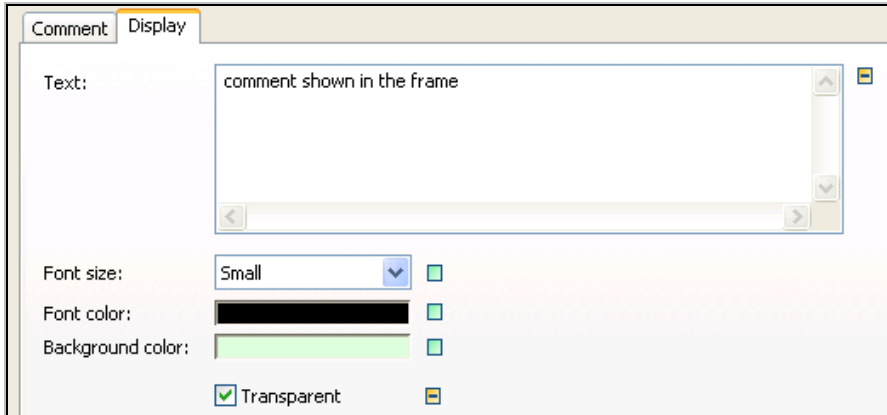 Comment Display
Text: comment shown in the frame
Font size: Small
Font color:
Background color:
Transparent